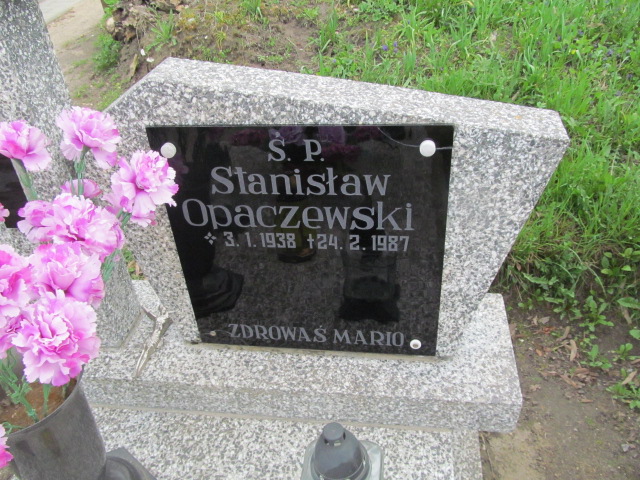 Ś. P.
Stanisław
Opaczewski
3.1.1938 †24.2.1987
ZDROWAŚ MARIO